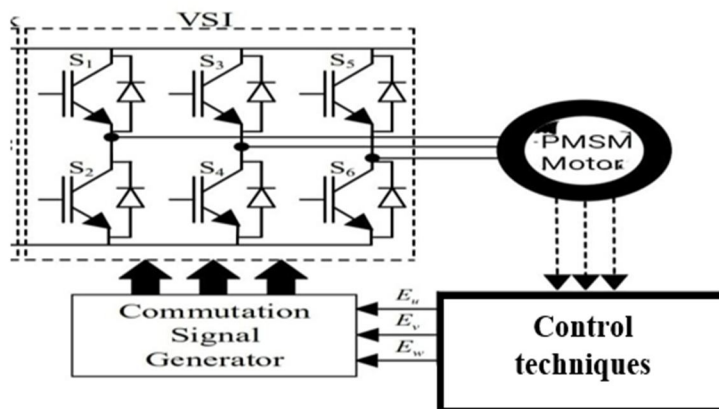 VSI
S1
S3
S5
S2
S4
S6
PMSM
Motor
Commutation
Signal
Generator
Eu
Ev
Ew
Control
techniques